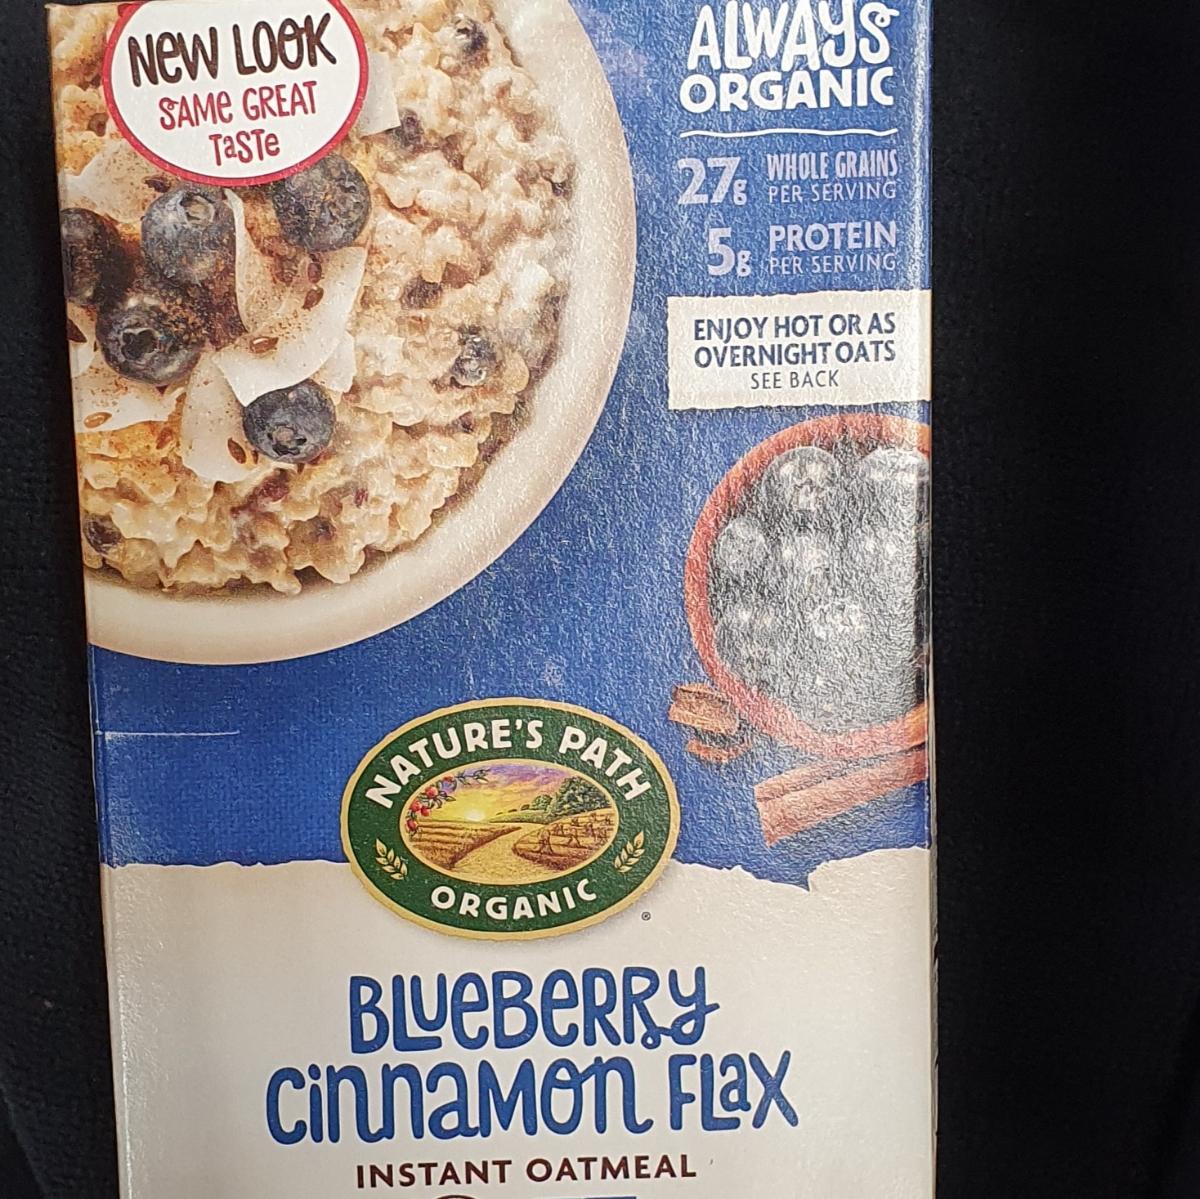 NEW LOOK
SAME GREAT
TaSTe
ALWAYS
ORGANIC
27g WHOLE GRAINS
PER SERVING
5g PROTEIN
PER SERVING
ENJOY HOT OR AS
OVERNIGHT OATS
SEE BACK
NATURE'S PATH
ORGANIC
®
BLueBeRRy
CinnaMon FLax
INSTANT OATMEAL